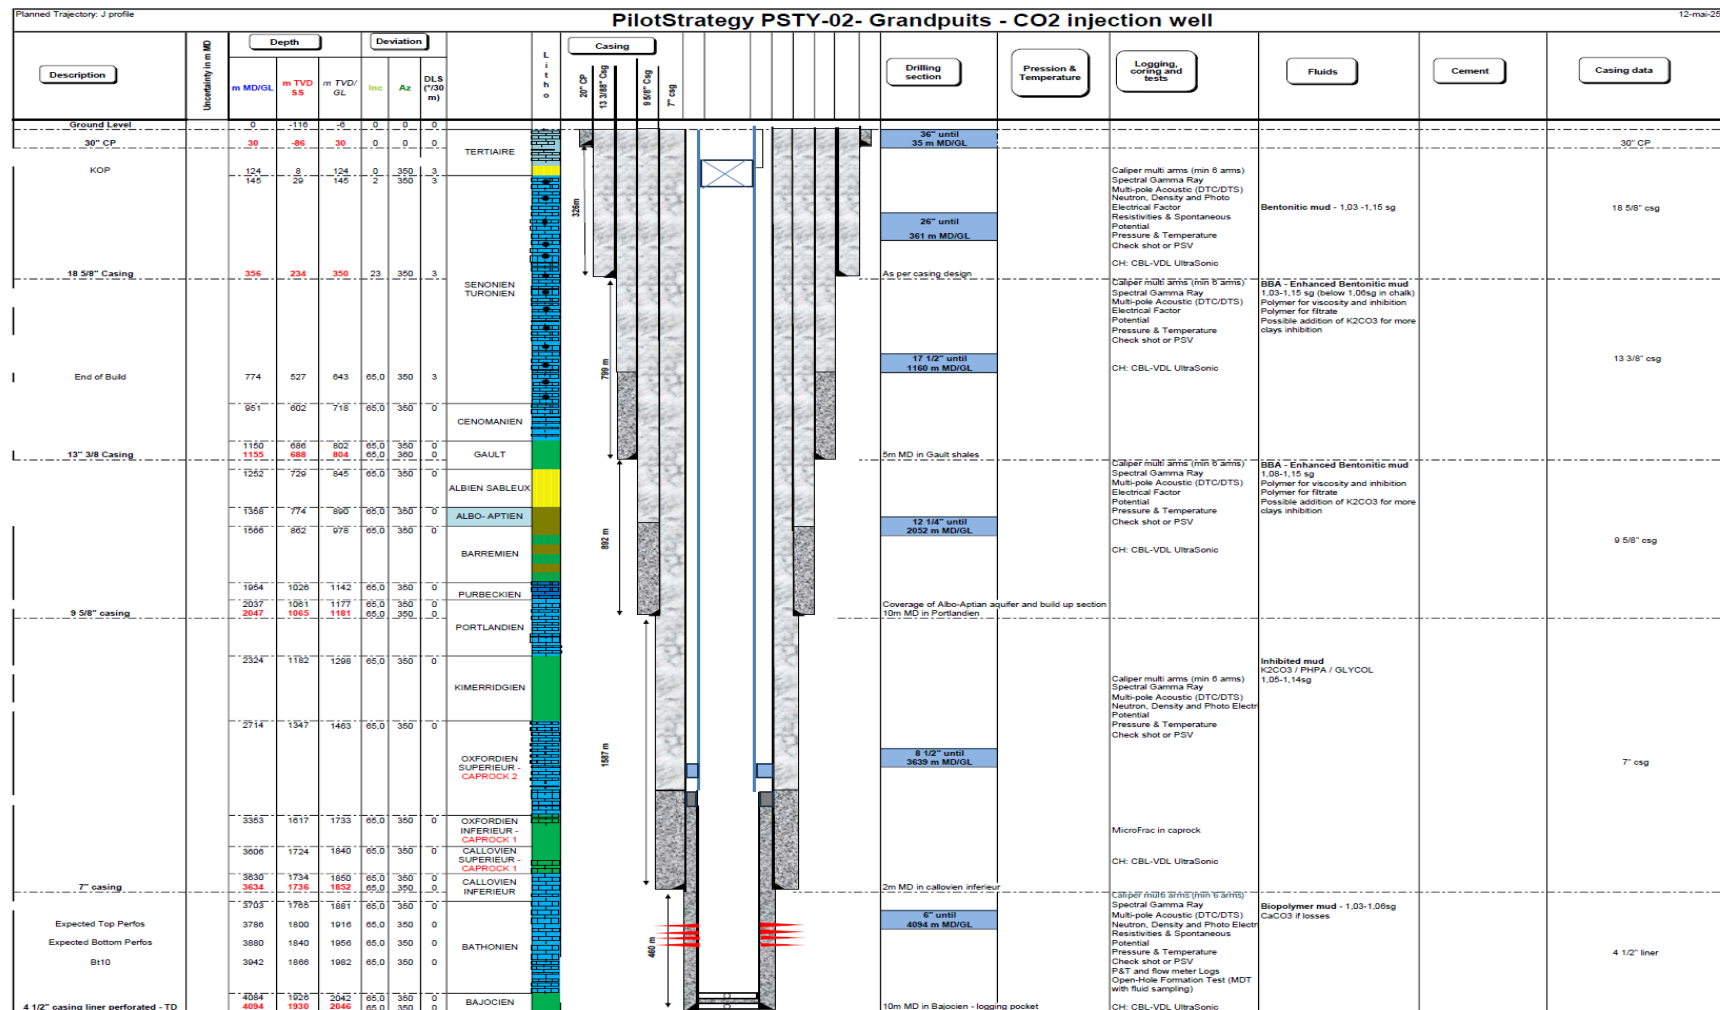 Planned Trajectory: J profile
PilotStrategy PSTY-02- Grandpuits - CO2 injection well
12-mai-25
Description
Uncertainty in m MD
Depth
Deviation
m MD/GL
m TVD SS
m TVD/ GL
Inc
Az
DLS (°/30 m)
Litho
Casing
20" CP
13 3/88" Csg
9 5/8" Csg
7" csg
Drilling section
Pression & Temperature
Logging, coring and tests
Fluids
Cement
Casing data
Ground Level 0 -116 -6 0 0 0
30" CP 30 -86 30 0 0 0
TERTIAIRE
36" until
35 m MD/GL
30" CP
KOP 124 8 124 0 350 3
145 29 145 2 350 3
326m
26" until
361 m MD/GL
Caliper multi arms (min 6 arms)
Spectral Gamma Ray
Multi-pole Acoustic (DTC/DTS)
Neutron, Density and Photo
Electrical Factor
Resistivities & Spontaneous
Potential
Pressure & Temperature
Check shot or PSV
CH: CBL-VDL UltraSonic
Bentonitic mud - 1,03 -1,15 sg
18 5/8" csg
18 5/8" Casing 356 234 350 23 350 3
As per casing design
SENONIEN
TURONIEN
799 m
17 1/2" until
1160 m MD/GL
Caliper multi arms (min 6 arms)
Spectral Gamma Ray
Multi-pole Acoustic (DTC/DTS)
Electrical Factor
Potential
Pressure & Temperature
Check shot or PSV
CH: CBL-VDL UltraSonic
BBA - Enhanced Bentonitic mud
1,03-1,15 sg (below 1,06sg in chalk)
Polymer for viscosity and inhibition
Polymer for filtrate
Possible addition of K2CO3 for more
clays inhibition
13 3/8" csg
End of Build 774 527 643 65,0 350 3
951 602 718 65,0 350 0
CENOMANIEN
1150 686 802 65,0 350 0
13" 3/8 Casing 1155 688 804 65,0 360 0
GAULT
5m MD in Gault shales
1252 729 845 65,0 350 0
ALBIEN SABLEUX
1358 774 890 65,0 350 0
ALBO- APTIEN
1566 862 978 65,0 350 0
BARREMIEN
892 m
12 1/4" until
2052 m MD/GL
Caliper multi arms (min 6 arms)
Spectral Gamma Ray
Multi-pole Acoustic (DTC/DTS)
Electrical Factor
Potential
Pressure & Temperature
Check shot or PSV
CH: CBL-VDL UltraSonic
BBA - Enhanced Bentonitic mud
1,08-1,15 sg
Polymer for viscosity and inhibition
Polymer for filtrate
Possible addition of K2CO3 for more
clays inhibition
9 5/8" csg
1954 1026 1142 65,0 350 0
PURBECKIEN
2037 1061 1177 65,0 350 0
9 5/8" casing 2047 1065 1181 65,0 350 0
Coverage of Albo-Aptian aquifer and build up section
10m MD in Portlandien
PORTLANDIEN
2324 1182 1298 65,0 350 0
KIMERRIDGIEN
2714 1347 1463 65,0 350 0
OXFORDIEN
SUPERIEUR -
CAPROCK 2
1587 m
8 1/2" until
3639 m MD/GL
Caliper multi arms (min 6 arms)
Spectral Gamma Ray
Multi-pole Acoustic (DTC/DTS)
Neutron, Density and Photo Electri
Potential
Pressure & Temperature
Check shot or PSV
MicroFrac in caprock
CH: CBL-VDL UltraSonic
Inhibited mud
K2CO3 / PHPA / GLYCOL
1,05-1,14sg
7" csg
3353 1617 1733 65,0 350 0
OXFORDIEN
INFERIEUR -
CAPROCK 1
3606 1724 1840 65,0 350 0
CALLOVIEN
SUPERIEUR -
CAPROCK 1
3630 1734 1850 65,0 350 0
7" casing 3634 1736 1852 65,0 350 0
CALLOVIEN
INFERIEUR
2m MD in callovien inferieur
3703 1765 1881 65,0 350 0
Expected Top Perfos 3786 1800 1916 65,0 350 0
Expected Bottom Perfos 3880 1840 1956 65,0 350 0
Bt10 3942 1866 1982 65,0 350 0
BATHONIEN
460 m
6" until
4094 m MD/GL
Caliper multi arms (min 6 arms)
Spectral Gamma Ray
Multi-pole Acoustic (DTC/DTS)
Neutron, Density and Photo Electri
Resistivities & Spontaneous
Potential
Pressure & Temperature
Check shot or PSV
P&T and flow meter Logs
Open-Hole Formation Test (MDT
with fluid sampling)
CH: CBL-VDL UltraSonic
Biopolymer mud - 1,03-1,06sg
CaCO3 if losses
4 1/2" liner
4084 1926 2042 65,0 350 0
4 1/2" casing liner perforated - TD 4094 1930 2046 65,0 350 0
BAJOCIEN
10m MD in Bajocien - logging pocket